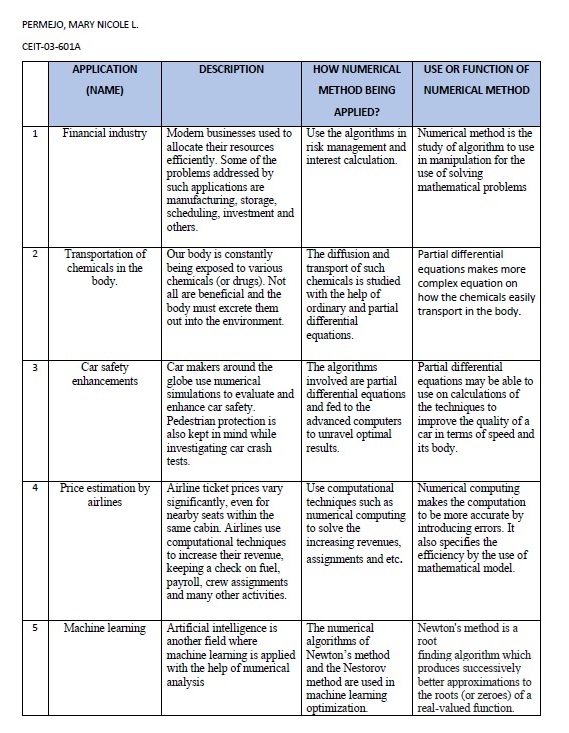 PERMEJO, MARY NICOLE L.
CEIT-03-601A
APPLICATION
(NAME)
DESCRIPTION
HOW NUMERICAL
METHOD BEING
APPLIED?
USE OR FUNCTION OF
NUMERICAL METHOD
1
Financial industry
Modern businesses used to
allocate their resources
efficiently. Some of the
problems addressed by
such applications are
manufacturing, storage,
scheduling, investment and
others.
Use the algorithms in
risk management and
interest calculation.
Numerical method is the
study of algorithm to use
in manipulation for the
use of solving
mathematical problems
2
Transportation of
chemicals in the
body.
Our body is constantly
being exposed to various
chemicals (or drugs). Not
all are beneficial and the
body must excrete them
out into the environment.
The diffusion and
transport of such
chemicals is studied
with the help of
ordinary and partial
differential
equations.
Partial differential
equations makes more
complex equation on
how the chemicals easily
transport in the body.
3
Car safety
enhancements
Car makers around the
globe use numerical
simulations to evaluate and
enhance car safety.
Pedestrian protection is
also kept in mind while
investigating car crash
tests.
The algorithms
involved are partial
differential equations
and fed to the
advanced computers
to unravel optimal
results.
Partial differential
equations may be able to
use on calculations of
the techniques to
improve the quality of a
car in terms of speed and
its body.
4
Price estimation by
airlines
Airline ticket prices vary
significantly, even for
nearby seats within the
same cabin. Airlines use
computational techniques
to increase their revenue,
keeping a check on fuel,
payroll, crew assignments
and many other activities.
Use computational
techniques such as
numerical computing
to solve the
increasing revenues,
assignments and etc.
Numerical computing
makes the computation
to be more accurate by
introducing errors. It
also specifies the
efficiency by the use of
mathematical model.
5
Machine learning
Artificial intelligence is
another field where
machine learning is applied
with the help of numerical
analysis
The numerical
algorithms of
Newton’s method
and the Nestorov
method are used in
machine learning
optimization.
Newton's method is a
root
finding algorithm which
produces successively
better approximations to
the roots (or zeroes) of a
real-valued function.